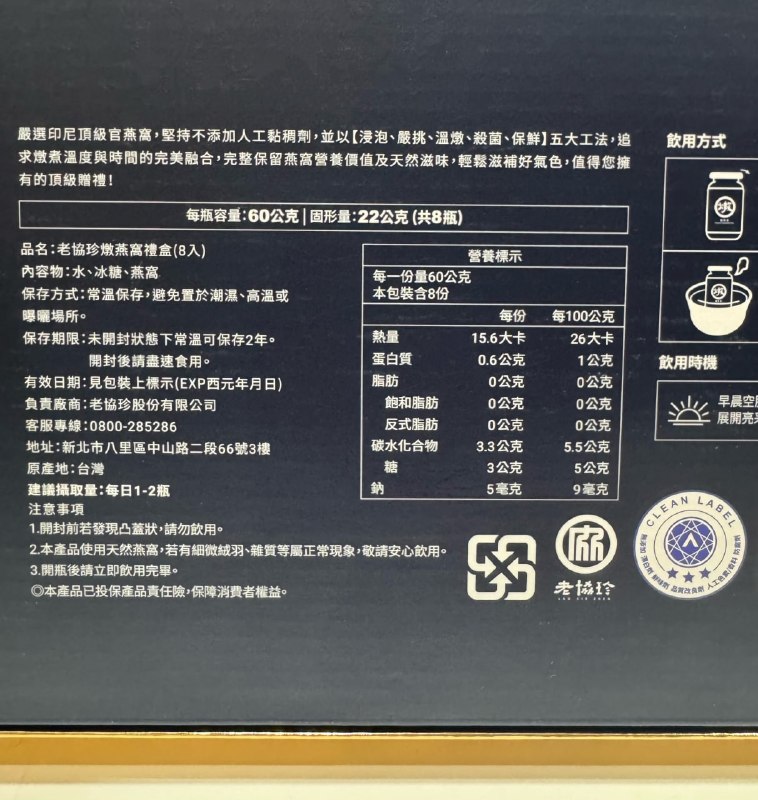 嚴選印尼頂級官燕窩，堅持不添加人工黏稠劑，並以【浸泡、嚴挑、溫燉、殺菌、保鮮】五大工法，追
求燉煮溫度與時間的完美融合，完整保留燕窩營養價值及天然滋味，輕鬆滋補好氣色，值得您擁
有的頂級贈禮！
每瓶容量：60公克｜固形量：22公克 (共8瓶)
品名：老協珍燉燕窩禮盒(8入)
內容物：水、冰糖、燕窩
保存方式：常溫保存，避免置於潮濕、高溫或
曝曬場所。
保存期限：未開封狀態下常溫可保存2年。
開封後請盡速食用。
有效日期：見包裝上標示(EXP西元年月日)
負責廠商：老協珍股份有限公司
客服專線：0800-285286
地址：新北市八里區中山路二段66號3樓
原產地：台灣
建議攝取量：每日1-2瓶
注意事項
1.開封前若發現凸蓋狀，請勿飲用。
2.本產品使用天然燕窩，若有細微絨羽、雜質等屬正常現象，敬請安心飲用。
3.開瓶後請立即飲用完畢。
◎本產品已投保產品責任險，保障消費者權益。
營養標示
每一份量60公克
本包裝含8份
每份 每100公克
熱量 15.6大卡 26大卡
蛋白質 0.6公克 1公克
脂肪 0公克 0公克
飽和脂肪 0公克 0公克
反式脂肪 0公克 0公克
碳水化合物 3.3公克 5.5公克
糖 3公克 5公克
鈉 5毫克 9毫克
飲用方式
飲用時機
早晨空
展開亮
老協珍
LAO XIE ZHEN
CLEAN LABEL